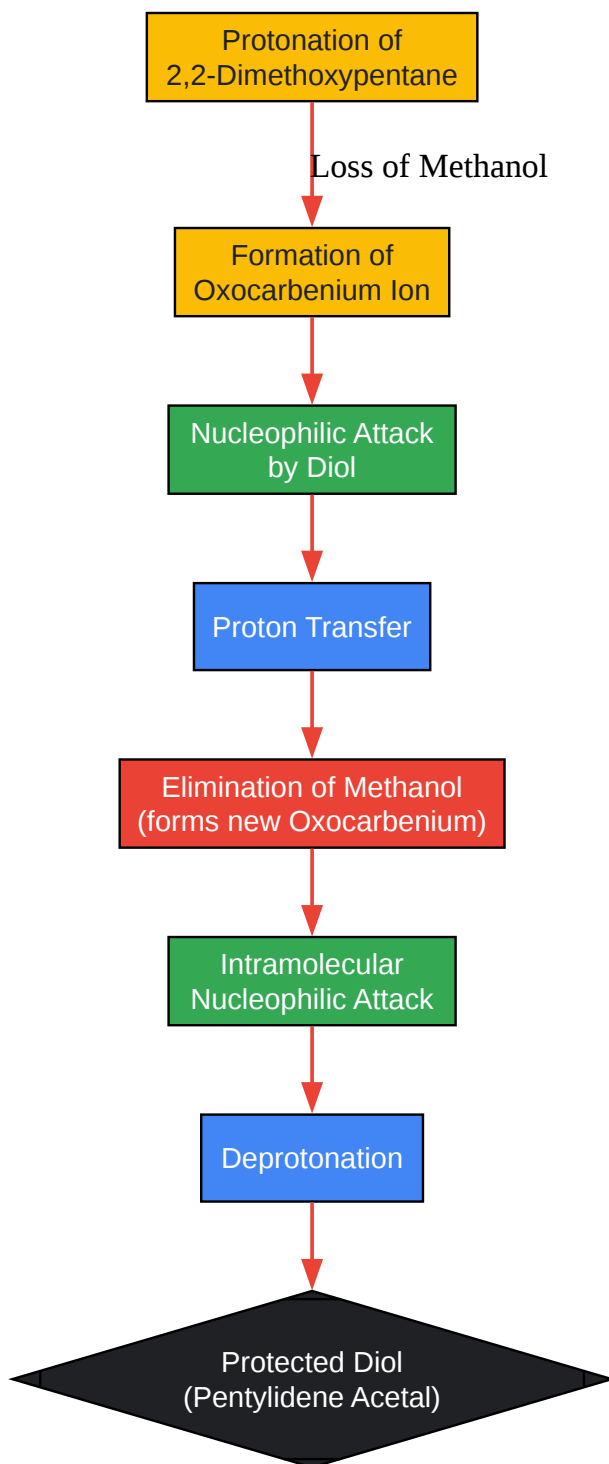 Protonation of
2,2-Dimethoxypentane
Loss of Methanol
Formation of
Oxocarbenium Ion
Nucleophilic Attack
by Diol
Proton Transfer
Elimination of Methanol
(forms new Oxocarbenium)
Intramolecular
Nucleophilic Attack
Deprotonation
Protected Diol
(Pentylidene Acetal)